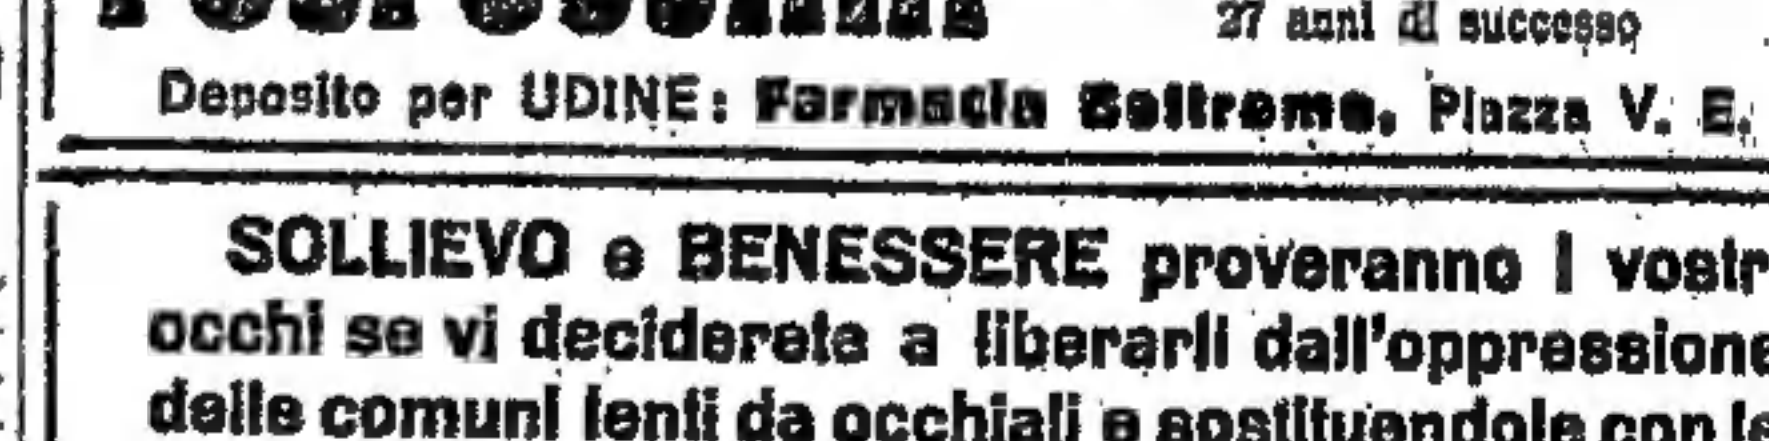 27 anni di successo
Deposito per UDINE: Farmacia Beltrame, Piazza V. E.
SOLLIEVO e BENESSERE proveranno i vostr
occhi se vi deciderete a liberarli dall'oppressione
delle comuni lenti da occhiali e sostituendole con le